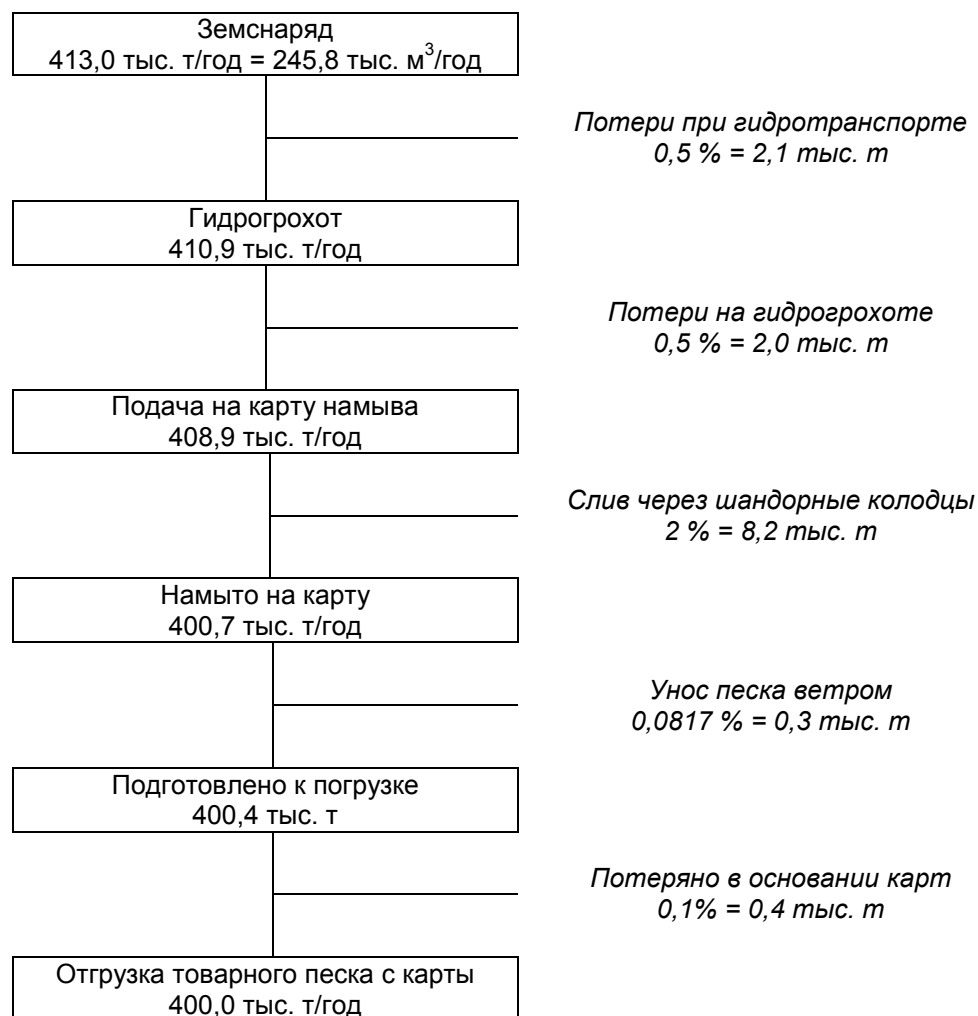 Земснаряд
413,0 тыс. т/год = 245,8 тыс. м³/год
Потери при гидротранспорте
0,5 % = 2,1 тыс. т
Гидрогрохот
410,9 тыс. т/год
Потери на гидрогрохоте
0,5 % = 2,0 тыс. т
Подача на карту намыва
408,9 тыс. т/год
Слив через шандорные колодцы
2 % = 8,2 тыс. т
Намыто на карту
400,7 тыс. т/год
Унос песка ветром
0,0817 % = 0,3 тыс. т
Подготовлено к погрузке
400,4 тыс. т
Потеряно в основании карт
0,1% = 0,4 тыс. т
Отгрузка товарного песка с карты
400,0 тыс. т/год